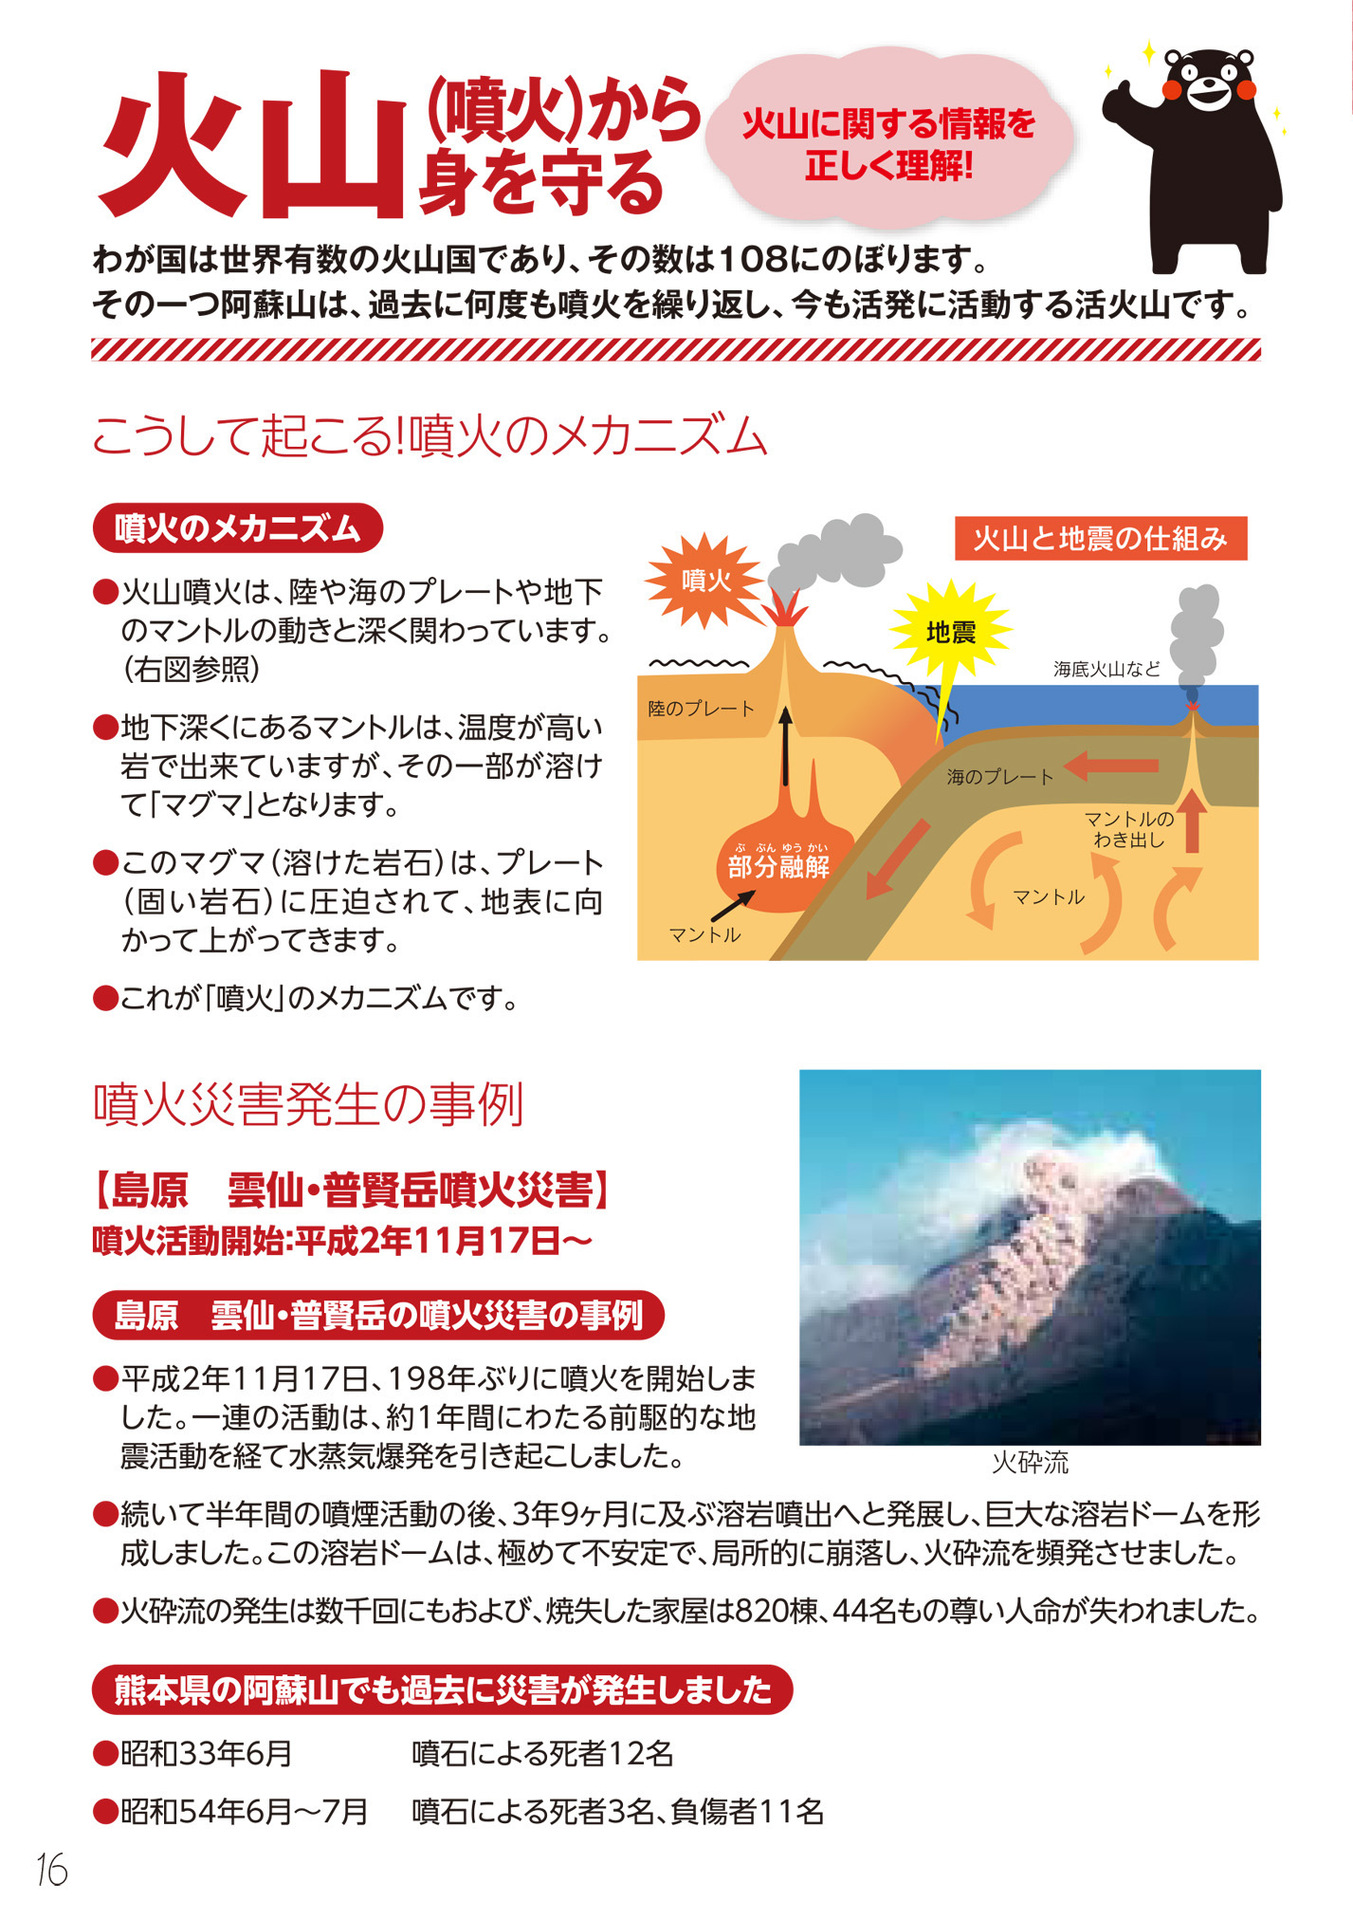 火山(噴火)から
身を守る
火山に関する情報を
正しく理解!
わが国は世界有数の火山国であり、その数は108にのぼります。
その一つ阿蘇山は、過去に何度も噴火を繰り返し、今も活発に活動する活火山です。
こうして起こる!噴火のメカニズム
噴火のメカニズム
●火山噴火は、陸や海のプレートや地下
のマントルの動きと深く関わっています。
(右図参照)
●地下深くにあるマントルは、温度が高い
岩で出来ていますが、その一部が溶け
て「マグマ」となります。
●このマグマ(溶けた岩石)は、プレート
(固い岩石)に圧迫されて、地表に向
かって上がってきます。
●これが「噴火」のメカニズムです。
火山と地震の仕組み
噴火
地震
海底火山など
陸のプレート
海のプレート
マントルの
わき出し
ぶ ぶん ゆう かい
部分融解
マントル
マントル
噴火災害発生の事例
【島原　雲仙・普賢岳噴火災害】
噴火活動開始:平成2年11月17日〜
島原　雲仙・普賢岳の噴火災害の事例
●平成2年11月17日、198年ぶりに噴火を開始しま
した。一連の活動は、約1年間にわたる前駆的な地
震活動を経て水蒸気爆発を引き起こしました。
火砕流
●続いて半年間の噴煙活動の後、3年9ヶ月に及ぶ溶岩噴出へと発展し、巨大な溶岩ドームを形
成しました。この溶岩ドームは、極めて不安定で、局所的に崩落し、火砕流を頻発させました。
●火砕流の発生は数千回にもおよび、焼失した家屋は820棟、44名もの尊い人命が失われました。
熊本県の阿蘇山でも過去に災害が発生しました
●昭和33年6月　噴石による死者12名
●昭和54年6月〜7月　噴石による死者3名、負傷者11名
16